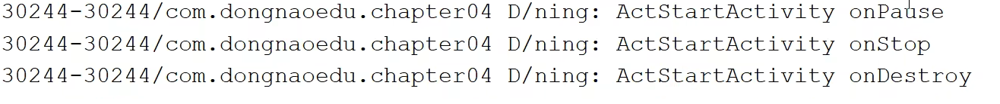 30244-30244/com.dongnaoedu.chapter04 D/ning: ActStartActivity onPause
30244-30244/com.dongnaoedu.chapter04 D/ning: ActStartActivity onStop
30244-30244/com.dongnaoedu.chapter04 D/ning: ActStartActivity onDestroy